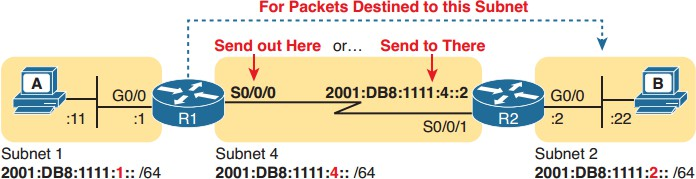 For Packets Destined to this Subnet
Send out Here or… Send to There
A
G0/0
S0/0/0
2001:DB8:1111:4::2
G0/0
B
:11
:1
R1
S0/0/1
R2
:2
:22
Subnet 1
2001:DB8:1111:1:: /64
Subnet 4
2001:DB8:1111:4:: /64
Subnet 2
2001:DB8:1111:2:: /64